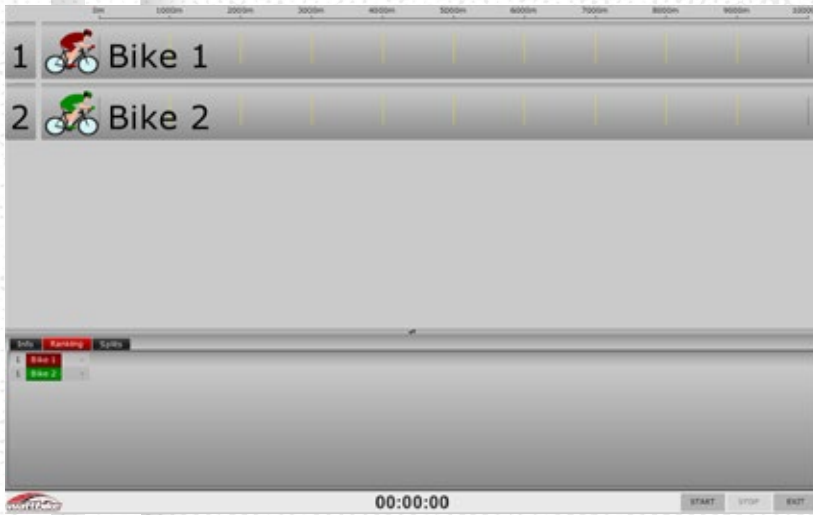 0m 1000m 2000m 3000m 4000m 5000m 6000m 7000m 8000m 9000m
1 Bike 1
2 Bike 2
Info Ranking Splits
1 Bike 1 -
1 Bike 2 -
wattbike 00:00:00 START STOP EXIT